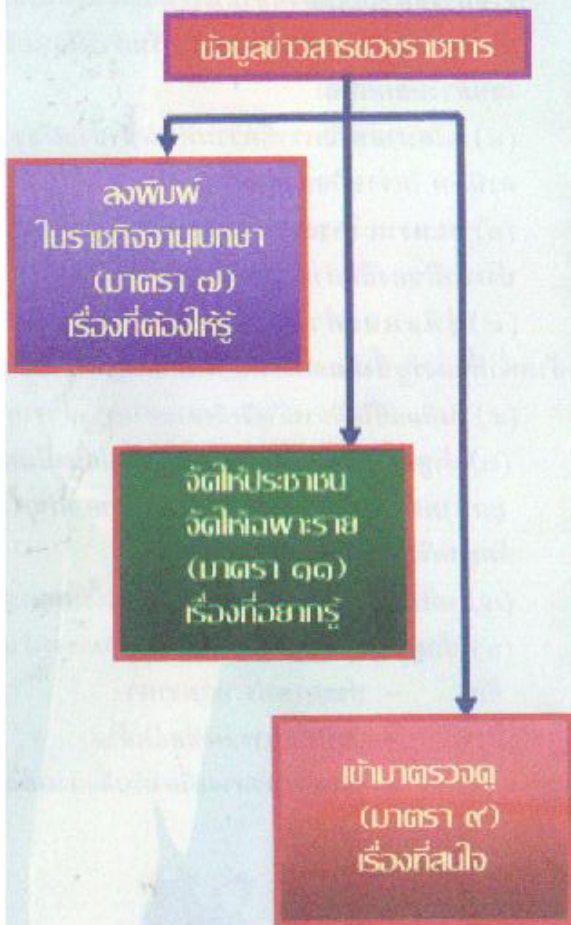 ข้อมูลข่าวสารของราชการ
ลงพิมพ์
ในราชกิจจานุเบกษา
(มาตรา ๗)
เรื่องที่ต้องให้รู้
จัดให้ประชาชน
จัดให้เฉพาะราย
(มาตรา ๑๑)
เรื่องที่อยากรู้
เข้ามาตรวจดู
(มาตรา ๙)
เรื่องที่สนใจ